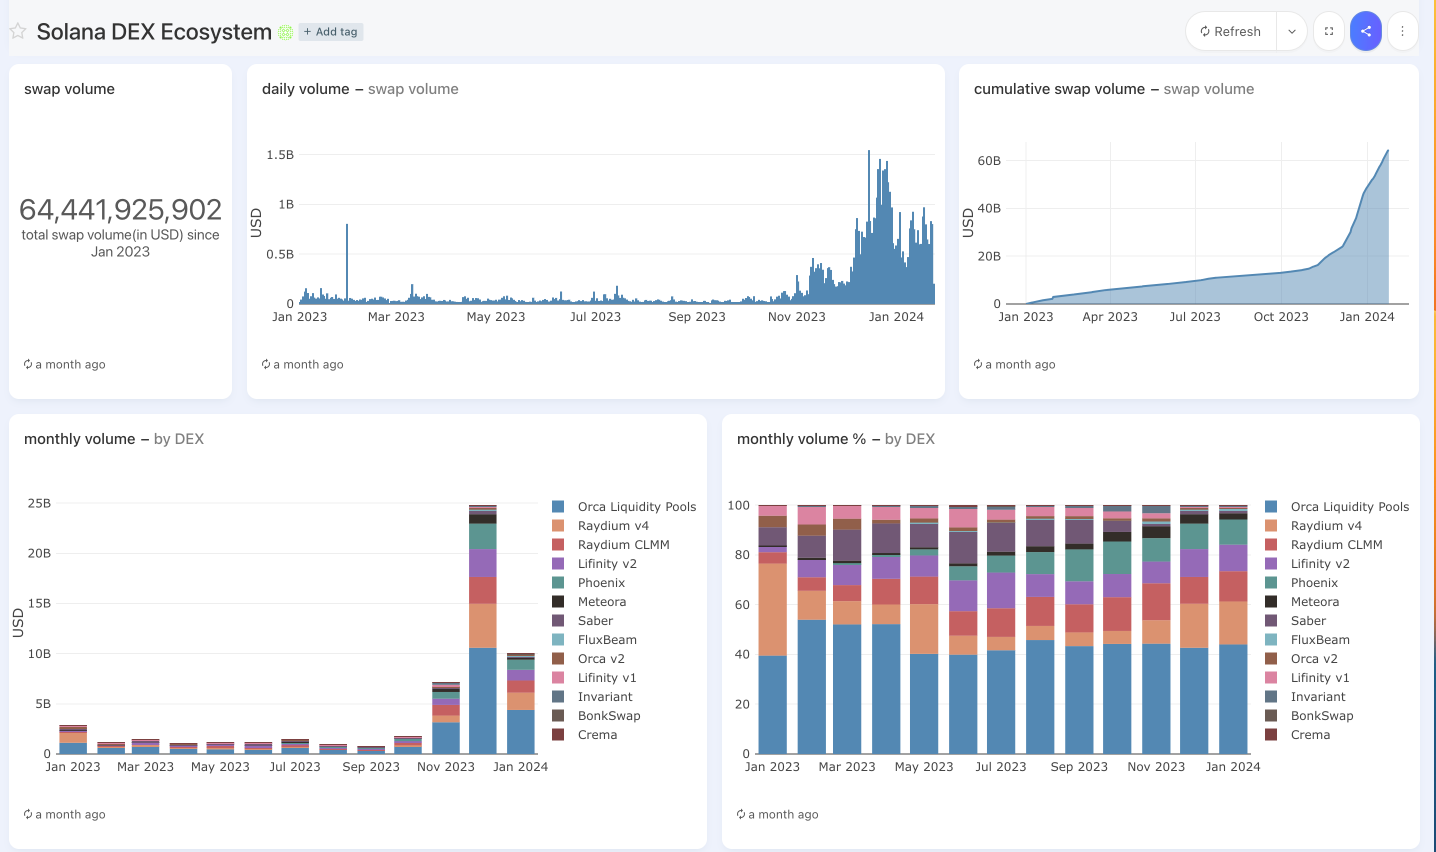 Solana DEX Ecosystem
+ Add tag
Refresh
swap volume
64,441,925,902
total swap volume(in USD) since
Jan 2023
a month ago
daily volume – swap volume
1.5B
1B
0.5B
0
USD
Jan 2023 Mar 2023 May 2023 Jul 2023 Sep 2023 Nov 2023 Jan 2024
a month ago
cumulative swap volume – swap volume
60B
40B
20B
0
USD
Jan 2023 Apr 2023 Jul 2023 Oct 2023 Jan 2024
a month ago
monthly volume – by DEX
25B
20B
15B
10B
5B
0
USD
Jan 2023 Mar 2023 May 2023 Jul 2023 Sep 2023 Nov 2023 Jan 2024
Orca Liquidity Pools
Raydium v4
Raydium CLMM
Lifinity v2
Phoenix
Meteora
Saber
FluxBeam
Orca v2
Lifinity v1
Invariant
BonkSwap
Crema
a month ago
monthly volume % – by DEX
100
80
60
40
20
0
Jan 2023 Mar 2023 May 2023 Jul 2023 Sep 2023 Nov 2023 Jan 2024
Orca Liquidity Pools
Raydium v4
Raydium CLMM
Lifinity v2
Phoenix
Meteora
Saber
FluxBeam
Orca v2
Lifinity v1
Invariant
BonkSwap
Crema
a month ago